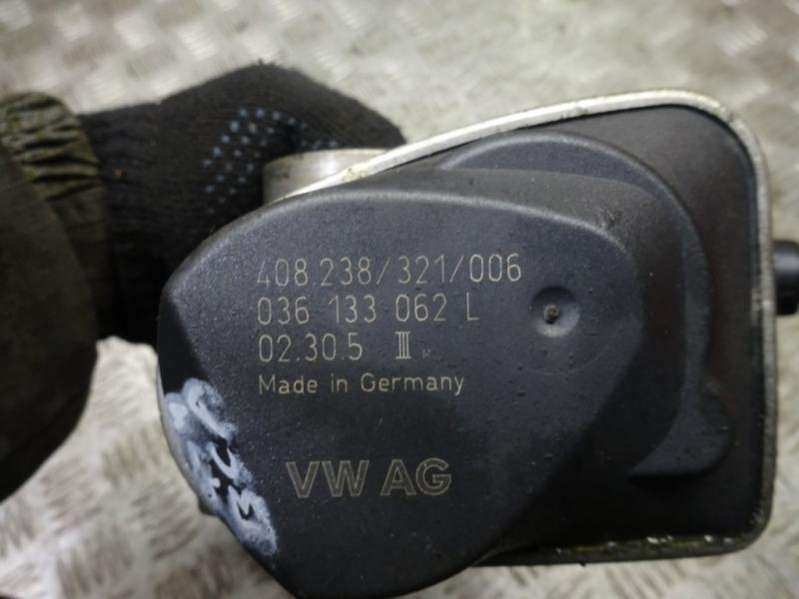 408 238/321/006
036 133 062 L
02.30.5 III
Made in Germany
VW AG